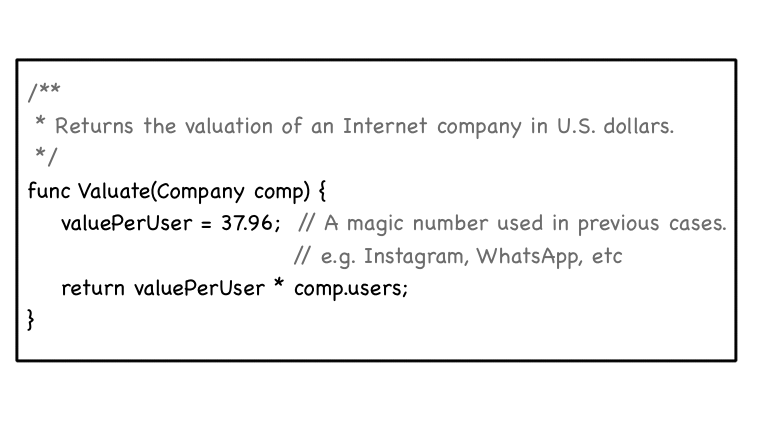 /**
* Returns the valuation of an Internet company in U.S. dollars.
*/
func Valuate(Company comp) {
valuePerUser = 37.96; // A magic number used in previous cases.
// e.g. Instagram, WhatsApp, etc
return valuePerUser * comp.users;
}